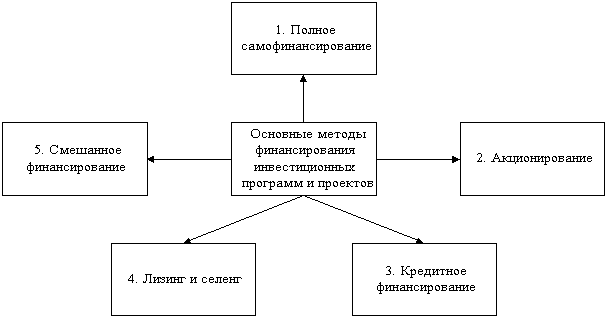 1. Полное
самофинансирование
5. Смешанное
финансирование
Основные методы
финансирования
инвестиционных
программ и проектов
2. Акционирование
4. Лизинг и селенг
3. Кредитное
финансирование